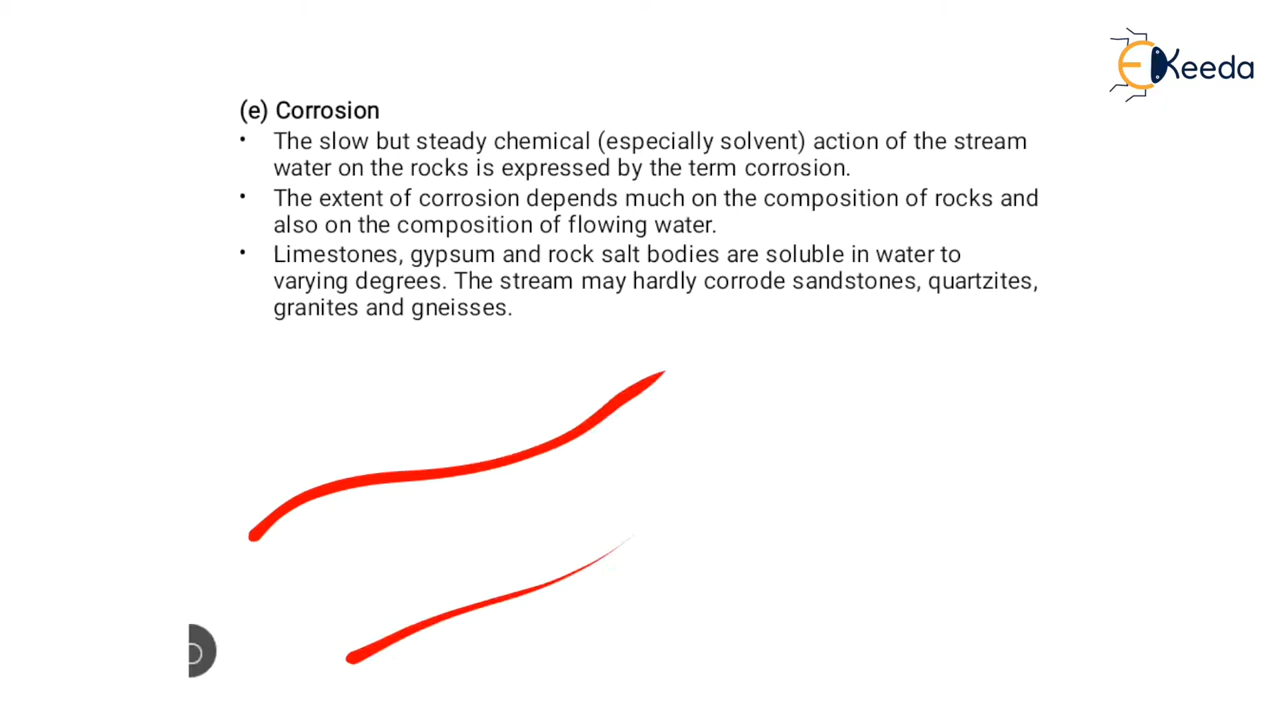 EKeeda
(e) Corrosion
• The slow but steady chemical (especially solvent) action of the stream
water on the rocks is expressed by the term corrosion.
• The extent of corrosion depends much on the composition of rocks and
also on the composition of flowing water.
• Limestones, gypsum and rock salt bodies are soluble in water to
varying degrees. The stream may hardly corrode sandstones, quartzites,
granites and gneisses.